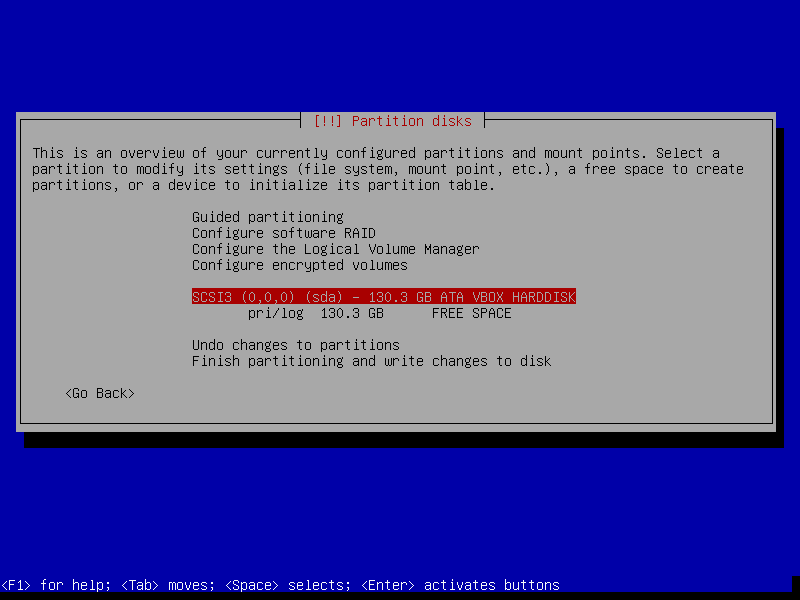 [!!] Partition disks
This is an overview of your currently configured partitions and mount points. Select a
partition to modify its settings (file system, mount point, etc.), a free space to create
partitions, or a device to initialize its partition table.
Guided partitioning
Configure software RAID
Configure the Logical Volume Manager
Configure encrypted volumes
SCSI3 (0,0,0) (sda) - 130.3 GB ATA VBOX HARDDISK
pri/log 130.3 GB FREE SPACE
Undo changes to partitions
Finish partitioning and write changes to disk
<Go Back>
<F1> for help; <Tab> moves; <Space> selects; <Enter> activates buttons